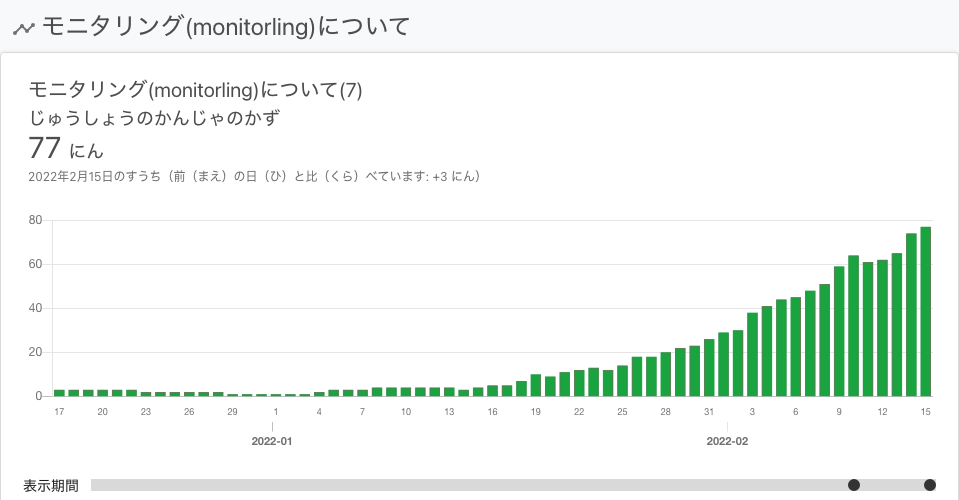 モニタリング(monitorling)について
モニタリング(monitorling)について(7)
じゅうしょうのかんじゃのかず
77 にん
2022年2月15日のすうち（前（まえ）の日（ひ）と比（くら）べています: +3 にん）
80
60
40
20
0
17 20 23 26 29 1 4 7 10 13 16 19 22 25 28 31 3 6 9 12 15
2022-01 2022-02
表示期間